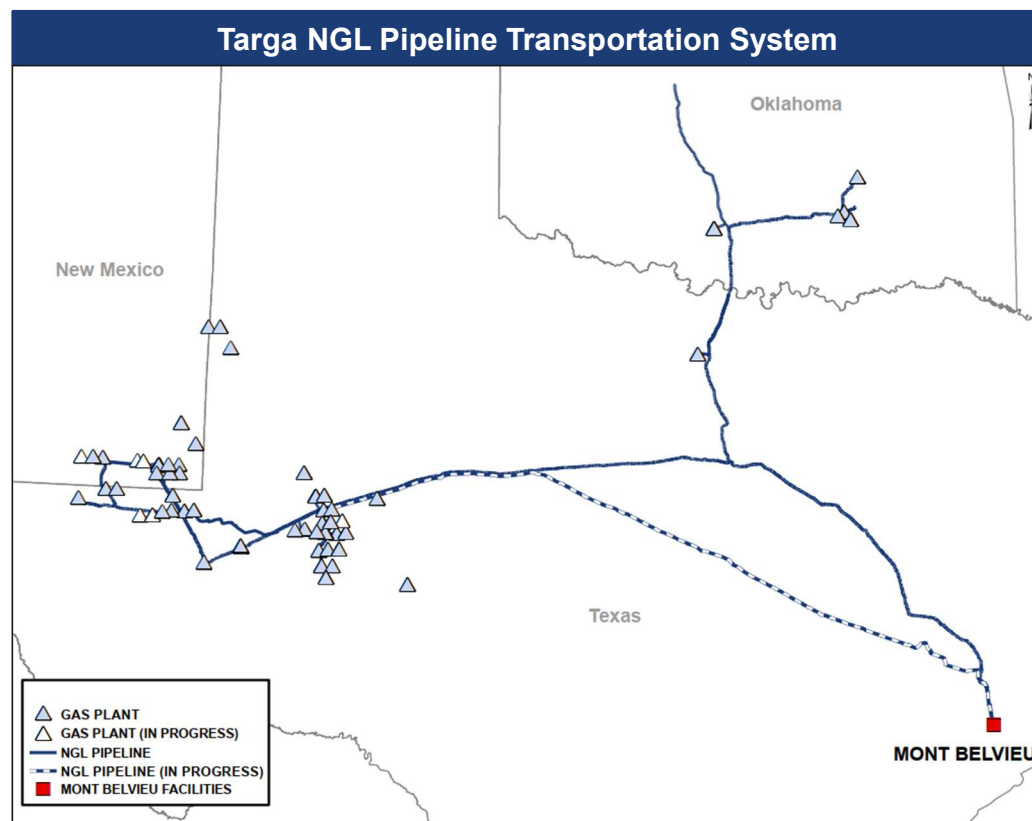 Targa NGL Pipeline Transportation System
N
Oklahoma
New Mexico
Texas
GAS PLANT
GAS PLANT (IN PROGRESS)
NGL PIPELINE
NGL PIPELINE (IN PROGRESS)
MONT BELVIEU FACILITIES
MONT BELVIEU